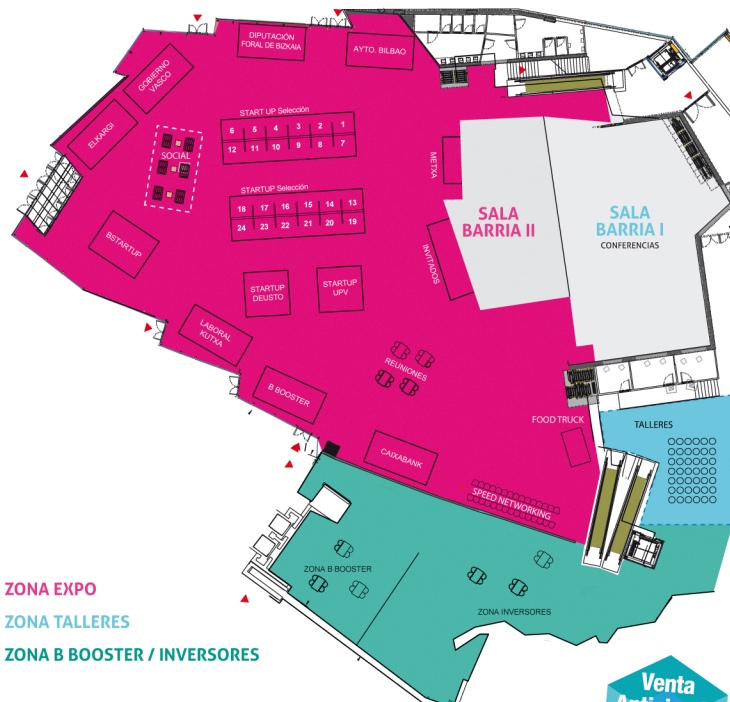 DIPUTACIÓN
FORAL DE BIZKAIA
AYTO. BILBAO
GOBIERNO
VASCO
ELKARGI
SOCIAL
START UP Selección
6 5 4 3 2 1
12 11 10 9 8 7
METXA
STARTUP Selección
18 17 16 15 14 13
24 23 22 21 20 19
SALA
BARRIA II
SALA
BARRIA I
CONFERENCIAS
BSTARTUP
INVITADOS
STARTUP
DEUSTO
STARTUP
UPV
LABORAL
KUTXA
REUNIONES
B BOOSTER
FOOD TRUCK
TALLERES
CAIXABANK
SPEED NETWORKING
ZONA B BOOSTER
ZONA INVERSORES
ZONA EXPO
ZONA TALLERES
ZONA B BOOSTER / INVERSORES
Venta